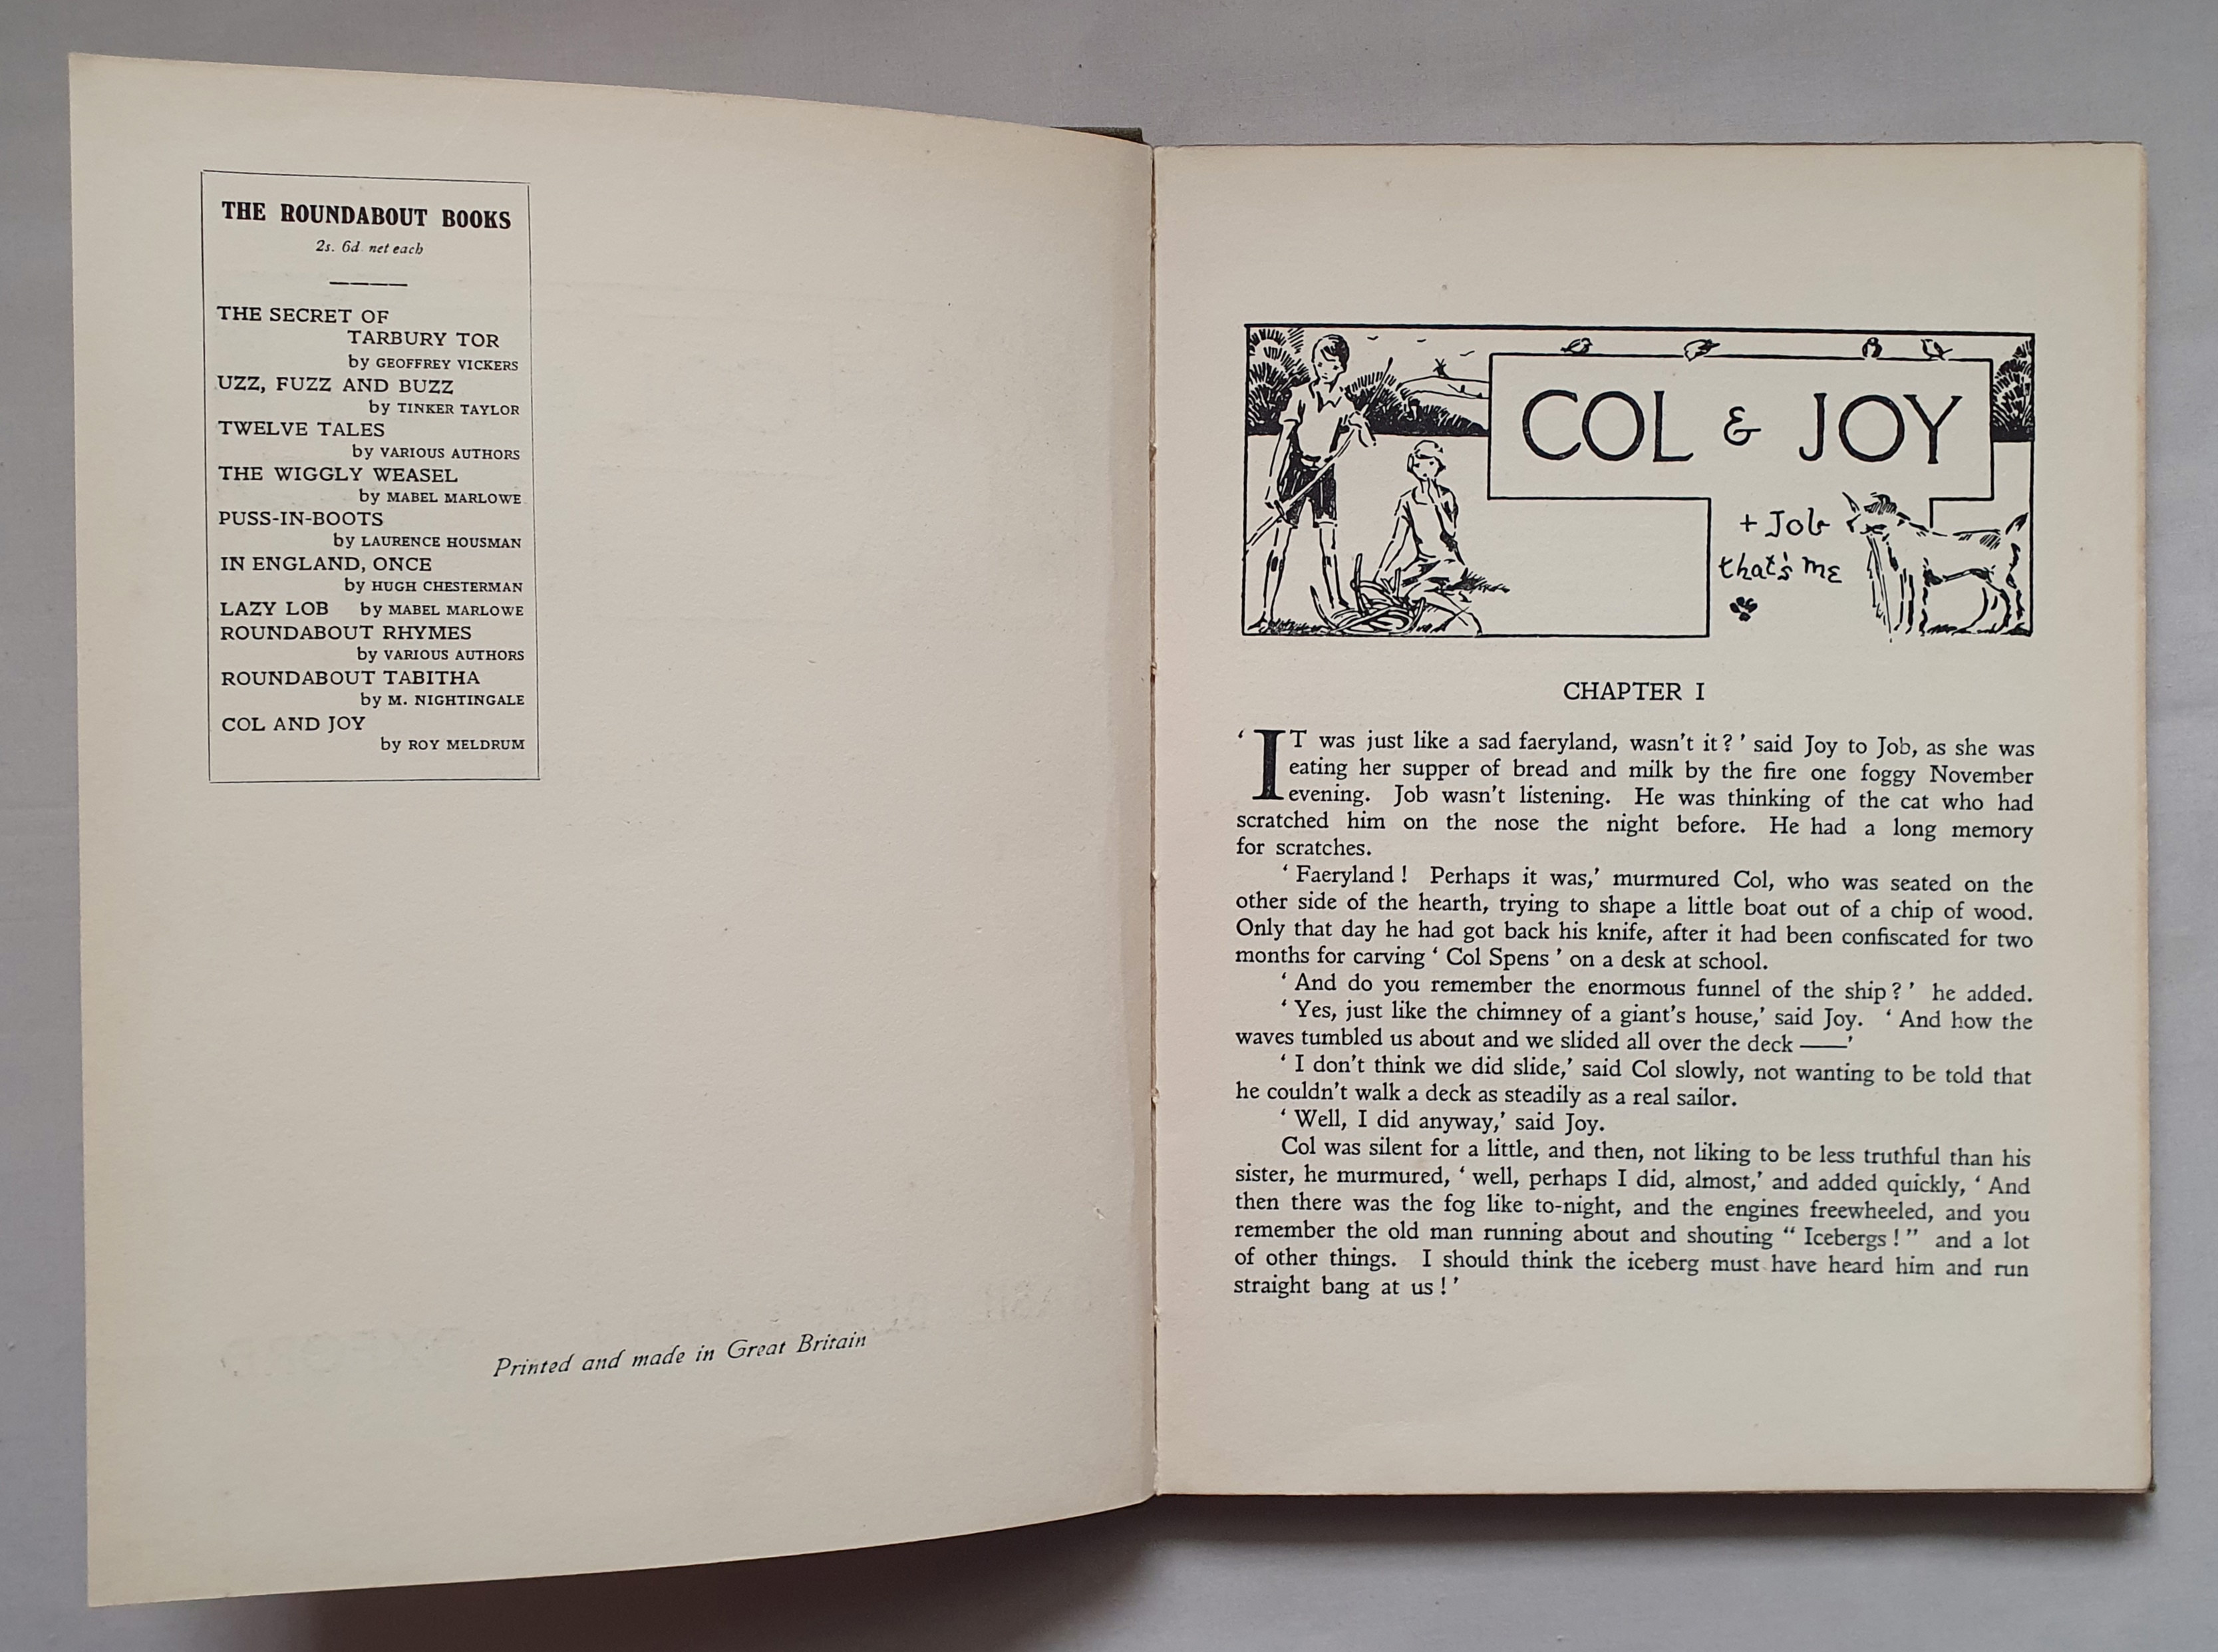 THE ROUNDABOUT BOOKS
2s. 6d net each
THE SECRET OF
TARBURY TOR
by GEOFFREY VICKERS
UZZ, FUZZ AND BUZZ
by TINKER TAYLOR
TWELVE TALES
by VARIOUS AUTHORS
THE WIGGLY WEASEL
by MABEL MARLOWE
PUSS-IN-BOOTS
by LAURENCE HOUSMAN
IN ENGLAND, ONCE
by HUGH CHESTERMAN
LAZY LOB by MABEL MARLOWE
ROUNDABOUT RHYMES
by VARIOUS AUTHORS
ROUNDABOUT TABITHA
by M. NIGHTINGALE
COL AND JOY
by ROY MELDRUM
Printed and made in Great Britain
COL & JOY
+ Job
that's me
CHAPTER I
‘IT was just like a sad faeryland, wasn't it?’ said Joy to Job, as she was
eating her supper of bread and milk by the fire one foggy November
evening. Job wasn't listening. He was thinking of the cat who had
scratched him on the nose the night before. He had a long memory
for scratches.
‘Faeryland! Perhaps it was,’ murmured Col, who was seated on the
other side of the hearth, trying to shape a little boat out of a chip of wood.
Only that day he had got back his knife, after it had been confiscated for two
months for carving ‘Col Spens’ on a desk at school.
‘And do you remember the enormous funnel of the ship?’ he added.
‘Yes, just like the chimney of a giant's house,’ said Joy. ‘And how the
waves tumbled us about and we slided all over the deck ——’
‘I don't think we did slide,’ said Col slowly, not wanting to be told that
he couldn't walk a deck as steadily as a real sailor.
‘Well, I did anyway,’ said Joy.
Col was silent for a little, and then, not liking to be less truthful than his
sister, he murmured, ‘well, perhaps I did, almost,’ and added quickly, ‘And
then there was the fog like to-night, and the engines freewheeled, and you
remember the old man running about and shouting “Icebergs!” and a lot
of other things. I should think the iceberg must have heard him and run
straight bang at us!’